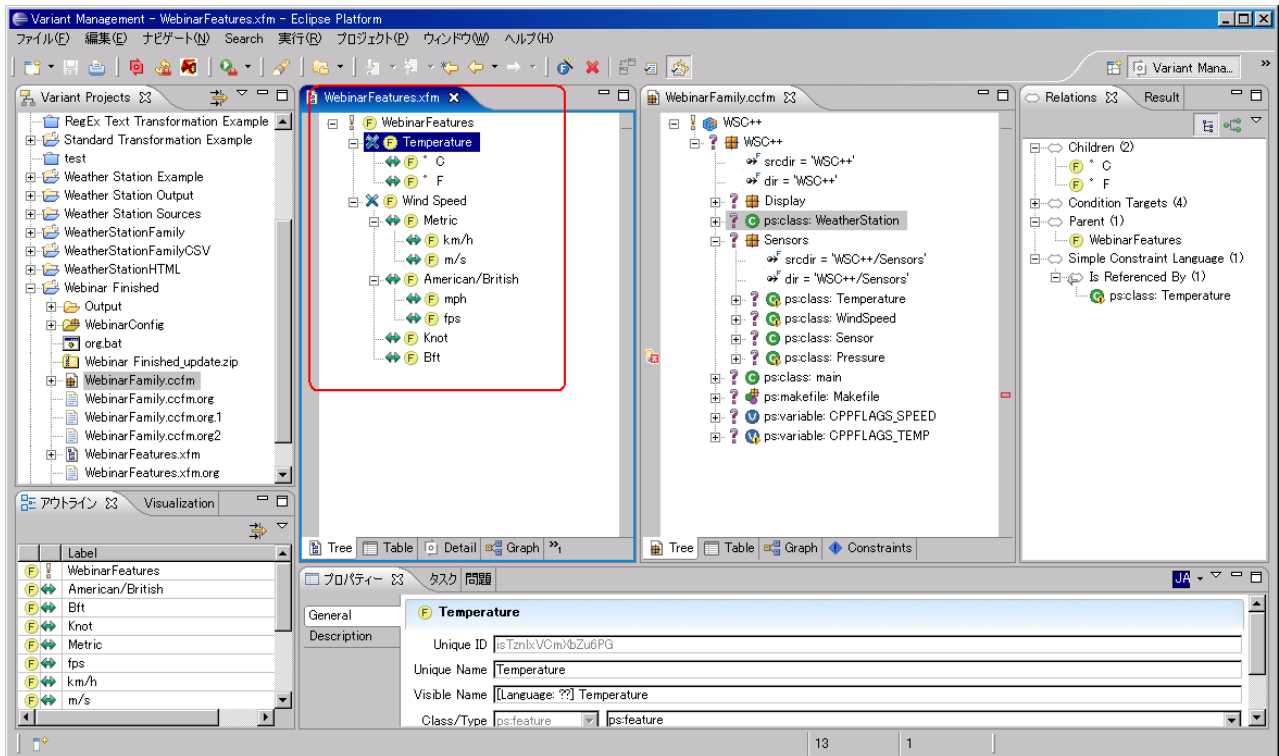 Variant Management - WebinarFeatures.xfm - Eclipse Platform
ファイル(F) 編集(E) ナビゲート(N) Search 実行(R) プロジェクト(P) ウィンドウ(W) ヘルプ(H)
Variant Mana...
Variant Projects
RegEx Text Transformation Example
Standard Transformation Example
test
Weather Station Example
Weather Station Output
Weather Station Sources
WeatherStationFamily
WeatherStationFamilyCSV
WeatherStationHTML
Webinar Finished
Output
WebinarConfig
org.bat
Webinar Finished_update.zip
WebinarFamily.ccfm
WebinarFamily.ccfm.org
WebinarFamily.ccfm.org.1
WebinarFamily.ccfm.org2
WebinarFeatures.xfm
WebinarFeatures.xfm.org
WebinarFeatures.xfm
WebinarFeatures
Temperature
° C
° F
Wind Speed
Metric
km/h
m/s
American/British
mph
fps
Knot
Bft
Tree Table Detail Graph »1
WebinarFamily.ccfm
WSC++
WSC++
srcdir = 'WSC++'
dir = 'WSC++'
Display
ps:class: WeatherStation
Sensors
srcdir = 'WSC++/Sensors'
dir = 'WSC++/Sensors'
ps:class: Temperature
ps:class: WindSpeed
ps:class: Sensor
ps:class: Pressure
ps:class: main
ps:makefile: Makefile
ps:variable: CPPFLAGS_SPEED
ps:variable: CPPFLAGS_TEMP
Tree Table Graph Constraints
Relations Result
Children (2)
° C
° F
Condition Targets (4)
Parent (1)
WebinarFeatures
Simple Constraint Language (1)
Is Referenced By (1)
ps:class: Temperature
アウトライン Visualization
Label
WebinarFeatures
American/British
Bft
Knot
Metric
fps
km/h
m/s
プロパティー タスク 問題
JA
General
Description
Temperature
Unique ID isTznIxVCmXbZu6PG
Unique Name Temperature
Visible Name [Language: ??] Temperature
Class/Type ps:feature ps:feature
13 1